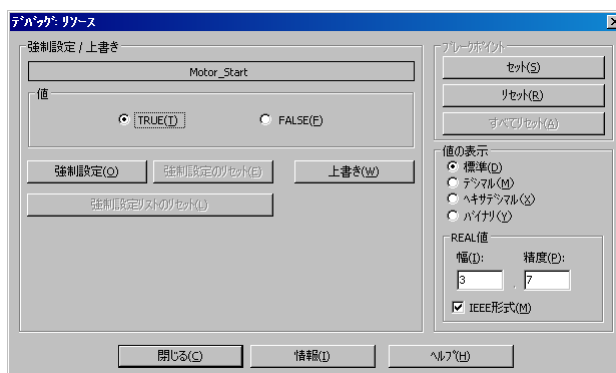 ﾃﾞﾊﾞｯｸﾞ: ﾘｿｰｽ
強制設定 / 上書き
Motor_Start
値
TRUE(T)
FALSE(F)
強制設定(O)
強制設定のリセット(E)
上書き(W)
強制設定リストのリセット(L)
ブレークポイント
セット(S)
リセット(R)
すべてリセット(A)
値の表示
標準(D)
デシマル(M)
ヘキサデシマル(X)
バイナリ(Y)
REAL値
幅(I):
精度(P):
3 . 7
IEEE形式(M)
閉じる(C)
情報(I)
ヘルプ(H)